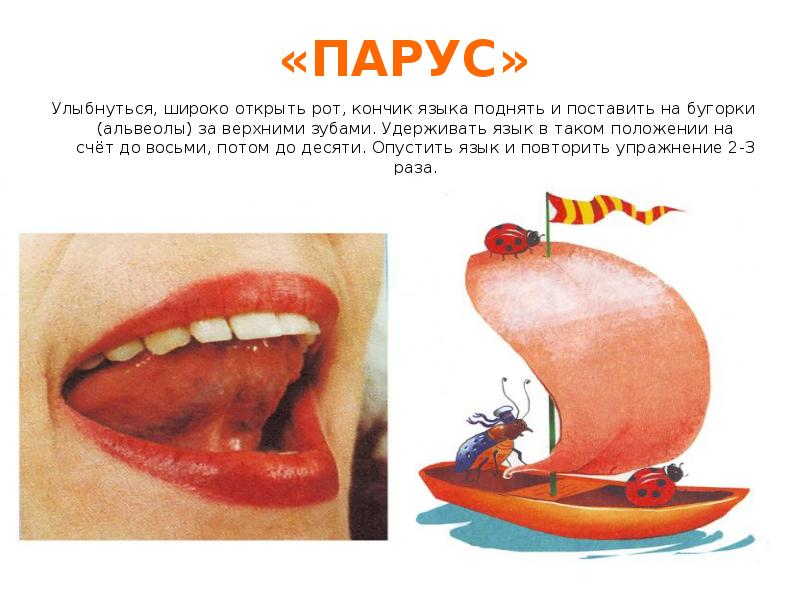 «ПАРУС»
Улыбнуться, широко открыть рот, кончик языка поднять и поставить на бугорки
(альвеолы) за верхними зубами. Удерживать язык в таком положении на
счёт до восьми, потом до десяти. Опустить язык и повторить упражнение 2-3
раза.